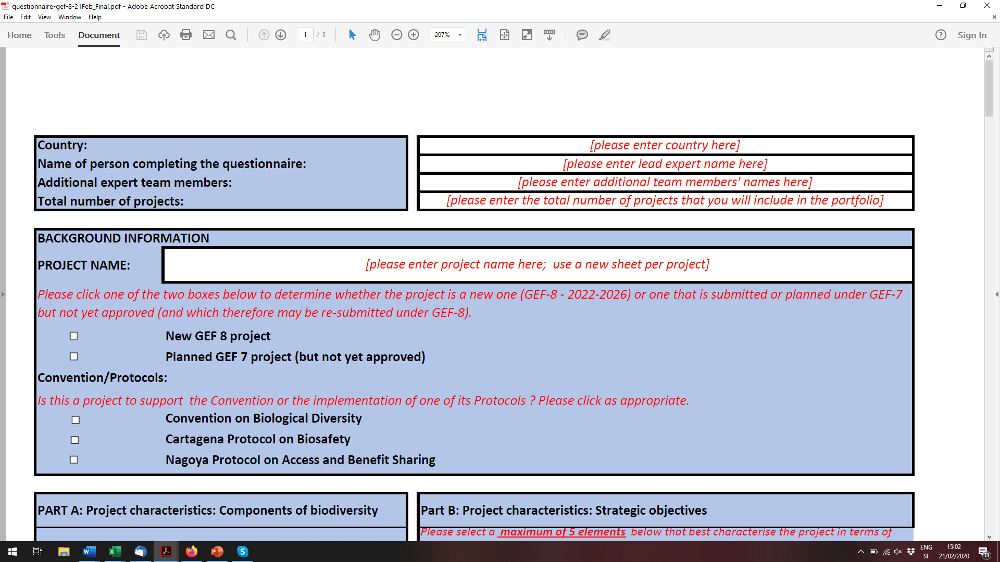 questionnaire-gef-8-21Feb_Final.pdf - Adobe Acrobat Standard DC
File Edit View Window Help
Home Tools Document 1 / 3 207% Sign In
Country: [please enter country here]
Name of person completing the questionnaire: [please enter lead expert name here]
Additional expert team members: [please enter additional team members' names here]
Total number of projects: [please enter the total number of projects that you will include in the portfolio]
BACKGROUND INFORMATION
PROJECT NAME: [please enter project name here;  use a new sheet per project]
Please click one of the two boxes below to determine whether the project is a new one (GEF-8 - 2022-2026) or one that is submitted or planned under GEF-7
but not yet approved (and which therefore may be re-submitted under GEF-8).
New GEF 8 project
Planned GEF 7 project (but not yet approved)
Convention/Protocols:
Is this a project to support  the Convention or the implementation of one of its Protocols ? Please click as appropriate.
Convention on Biological Diversity
Cartagena Protocol on Biosafety
Nagoya Protocol on Access and Benefit Sharing
PART A: Project characteristics: Components of biodiversity
Part B: Project characteristics: Strategic objectives
Please select a  maximum of 5 elements  below that best characterise the project in terms of
ENG 15:02
SF 21/02/2020 11